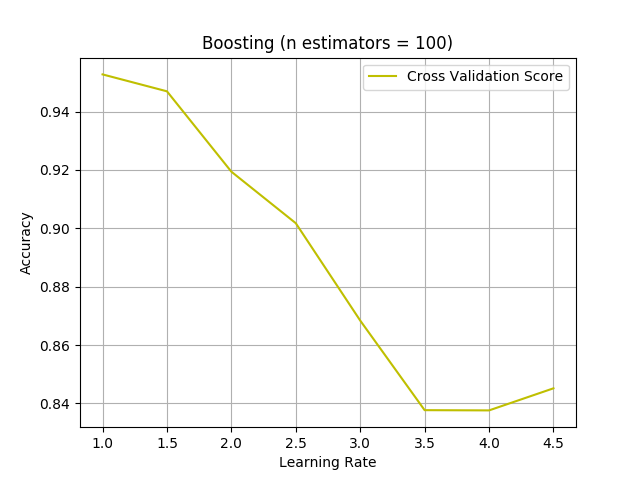 Boosting (n estimators = 100)
Cross Validation Score
Accuracy
0.94
0.92
0.90
0.88
0.86
0.84
1.0 1.5 2.0 2.5 3.0 3.5 4.0 4.5
Learning Rate